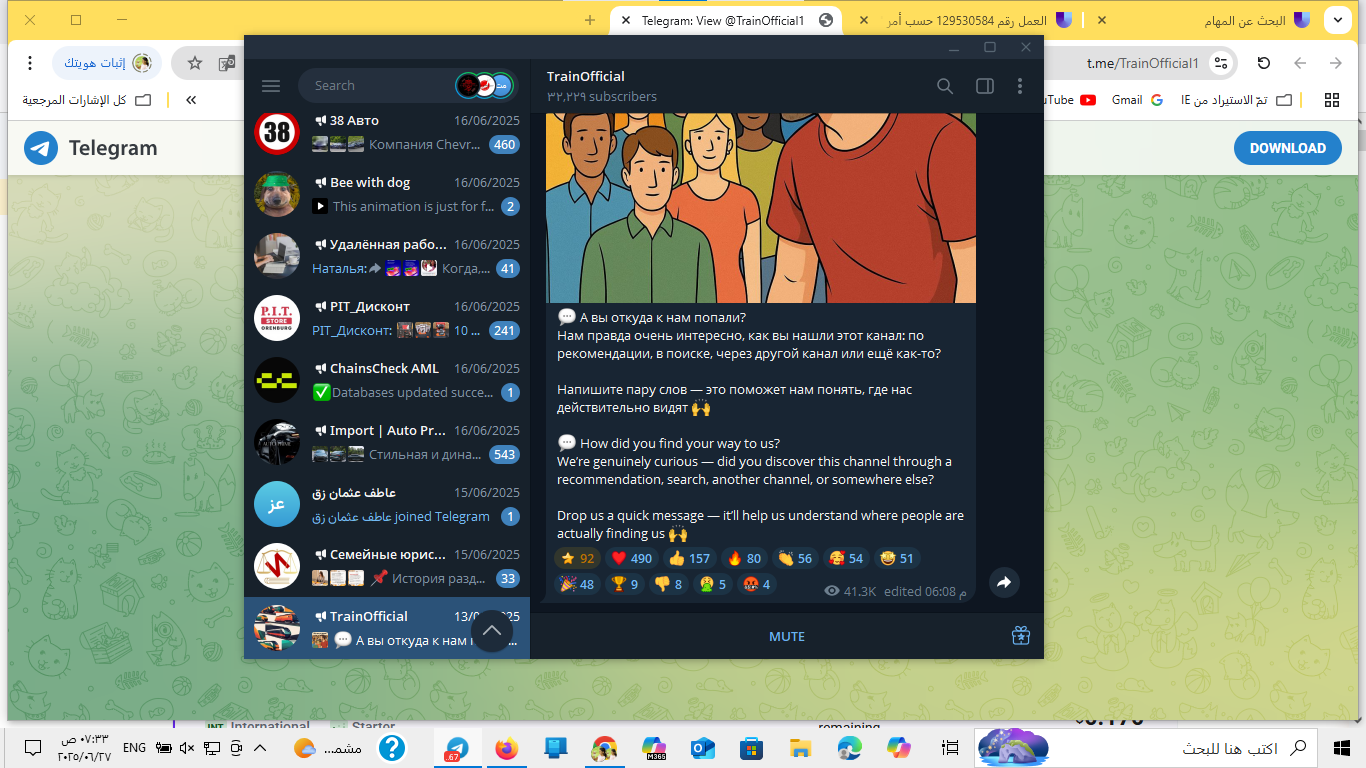 Telegram: View @TrainOfficial1
العمل رقم 129530584 حسب أمر
البحث عن المهام
إثبات هويتك
t.me/TrainOfficial1
كل الإشارات المرجعية
uTube
Gmail
تمّ الاستيراد من IE
Telegram
DOWNLOAD
Search
38 Авто 16/06/2025
Компания Chevr... 460
Bee with dog 16/06/2025
This animation is just for f... 2
Удалённая рабо... 16/06/2025
Наталья: Когда,... 41
P.I.T.
STORE
ORENBURG
PIT_Дисконт 16/06/2025
PIT_Дисконт: 10 ... 241
ChainsCheck AML 16/06/2025
Databases updated succe... 1
Import | Auto Pr... 16/06/2025
Стильная и дина... 543
عز
عاطف عثمان زق 15/06/2025
عاطف عثمان زق joined Telegram 1
Семейные юрис... 15/06/2025
История разд... 33
TrainOfficial 13/0 2025
А вы откуда к нам п ...
TrainOfficial
٣٢,٢٢٩ subscribers
А вы откуда к нам попали?
Нам правда очень интересно, как вы нашли этот канал: по
рекомендации, в поиске, через другой канал или ещё как-то?
Напишите пару слов — это поможет нам понять, где нас
действительно видят
How did you find your way to us?
We’re genuinely curious — did you discover this channel through a
recommendation, search, another channel, or somewhere else?
Drop us a quick message — it’ll help us understand where people are
actually finding us
92 490 157 80 56 54 51
48 9 8 5 4
41.3K edited 06:08 م
MUTE
INT International
Starter
remaining
٠٧:٣٣ ص
٢٠٢٥/٠٦/٢٧
ENG
مشمـ...
.67
M365
اكتب هنا للبحث